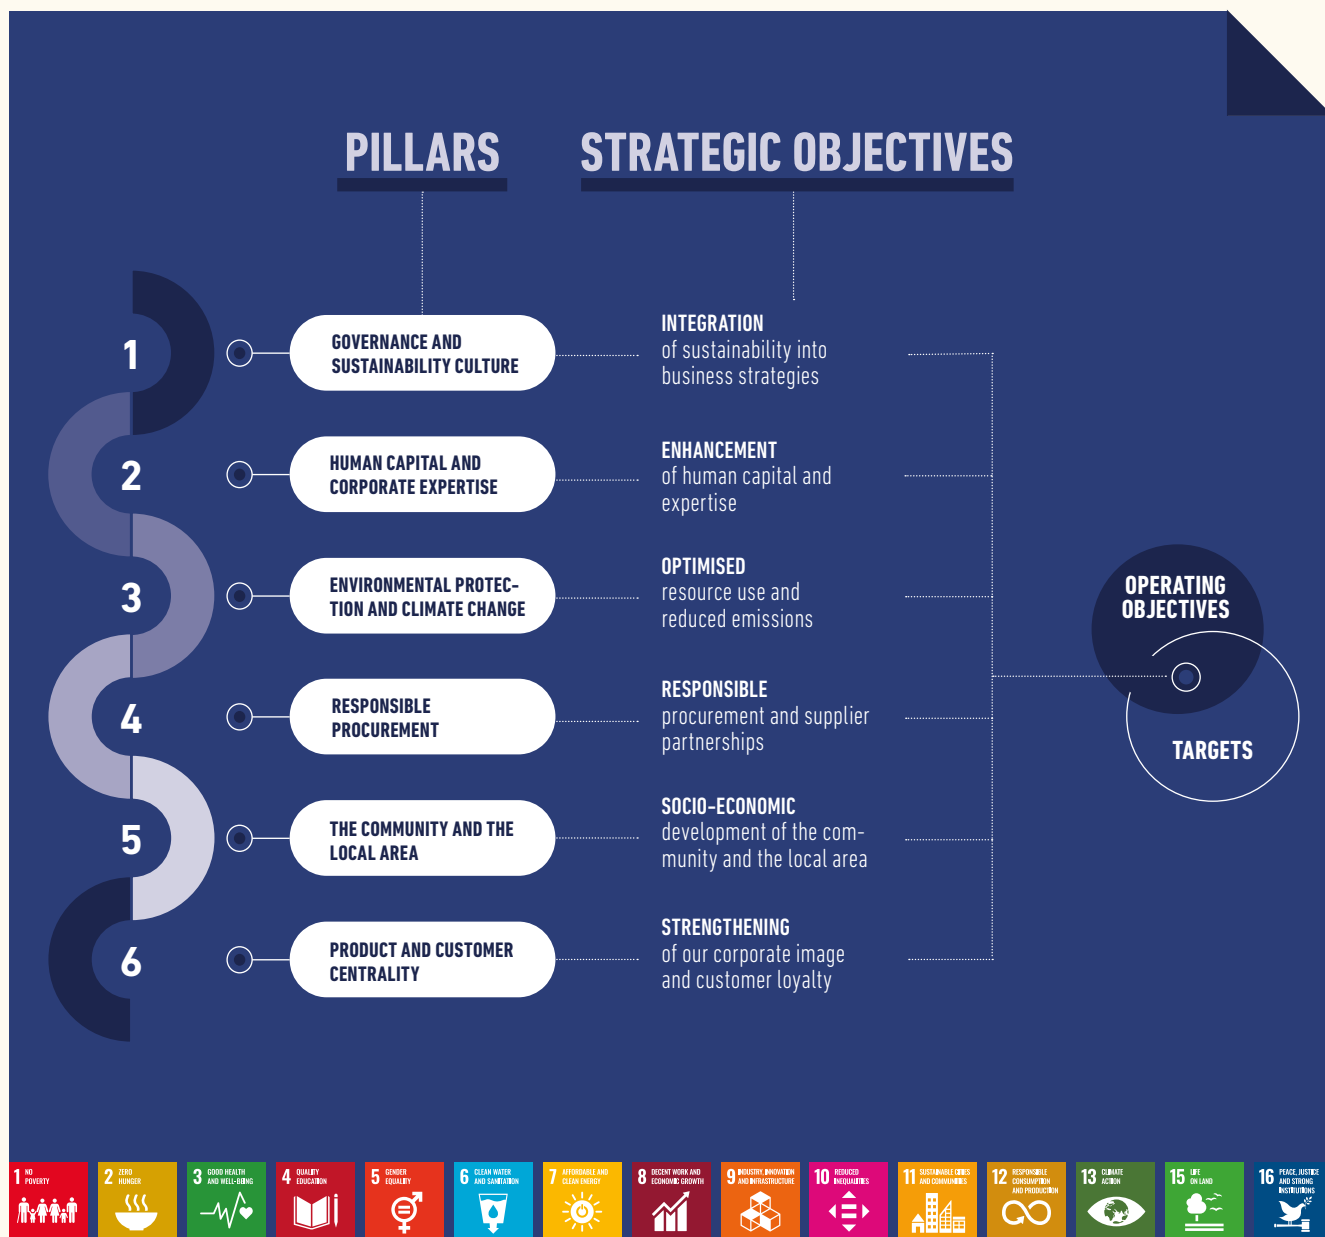 PILLARS
STRATEGIC OBJECTIVES
1
GOVERNANCE AND
SUSTAINABILITY CULTURE
INTEGRATION
of sustainability into
business strategies
2
HUMAN CAPITAL AND
CORPORATE EXPERTISE
ENHANCEMENT
of human capital and
expertise
3
ENVIRONMENTAL PROTEC-
TION AND CLIMATE CHANGE
OPTIMISED
resource use and
reduced emissions
4
RESPONSIBLE
PROCUREMENT
RESPONSIBLE
procurement and supplier
partnerships
5
THE COMMUNITY AND THE
LOCAL AREA
SOCIO-ECONOMIC
development of the com-
munity and the local area
6
PRODUCT AND CUSTOMER
CENTRALITY
STRENGTHENING
of our corporate image
and customer loyalty
OPERATING
OBJECTIVES
TARGETS
1 NO
POVERTY
2 ZERO
HUNGER
3 GOOD HEALTH
AND WELL-BEING
4 QUALITY
EDUCATION
5 GENDER
EQUALITY
6 CLEAN WATER
AND SANITATION
7 AFFORDABLE AND
CLEAN ENERGY
8 DECENT WORK AND
ECONOMIC GROWTH
9 INDUSTRY, INNOVATION
AND INFRASTRUCTURE
10 REDUCED
INEQUALITIES
11 SUSTAINABLE CITIES
AND COMMUNITIES
12 RESPONSIBLE
CONSUMPTION
AND PRODUCTION
13 CLIMATE
ACTION
15 LIFE
ON LAND
16 PEACE, JUSTICE
AND STRONG
INSTITUTIONS